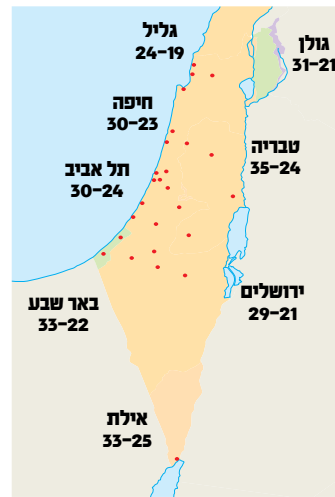 גליל
24–19
גולן
31–21
חיפה
30–23
טבריה
35–24
תל אביב
30–24
ירושלים
29–21
באר שבע
33–22
אילת
33–25